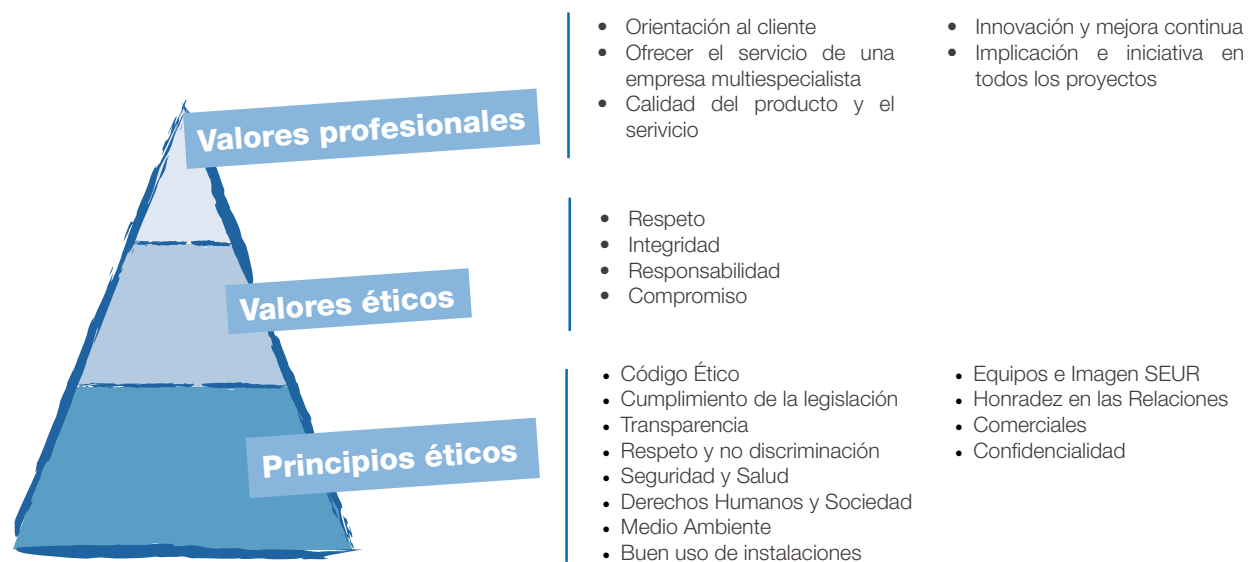 Valores profesionales
• Orientación al cliente
• Ofrecer el servicio de una
empresa multiespecialista
• Calidad del producto y el
serivicio
• Innovación y mejora continua
• Implicación e iniciativa en
todos los proyectos
Valores éticos
• Respeto
• Integridad
• Responsabilidad
• Compromiso
Principios éticos
• Código Ético
• Cumplimiento de la legislación
• Transparencia
• Respeto y no discriminación
• Seguridad y Salud
• Derechos Humanos y Sociedad
• Medio Ambiente
• Buen uso de instalaciones
• Equipos e Imagen SEUR
• Honradez en las Relaciones
• Comerciales
• Confidencialidad